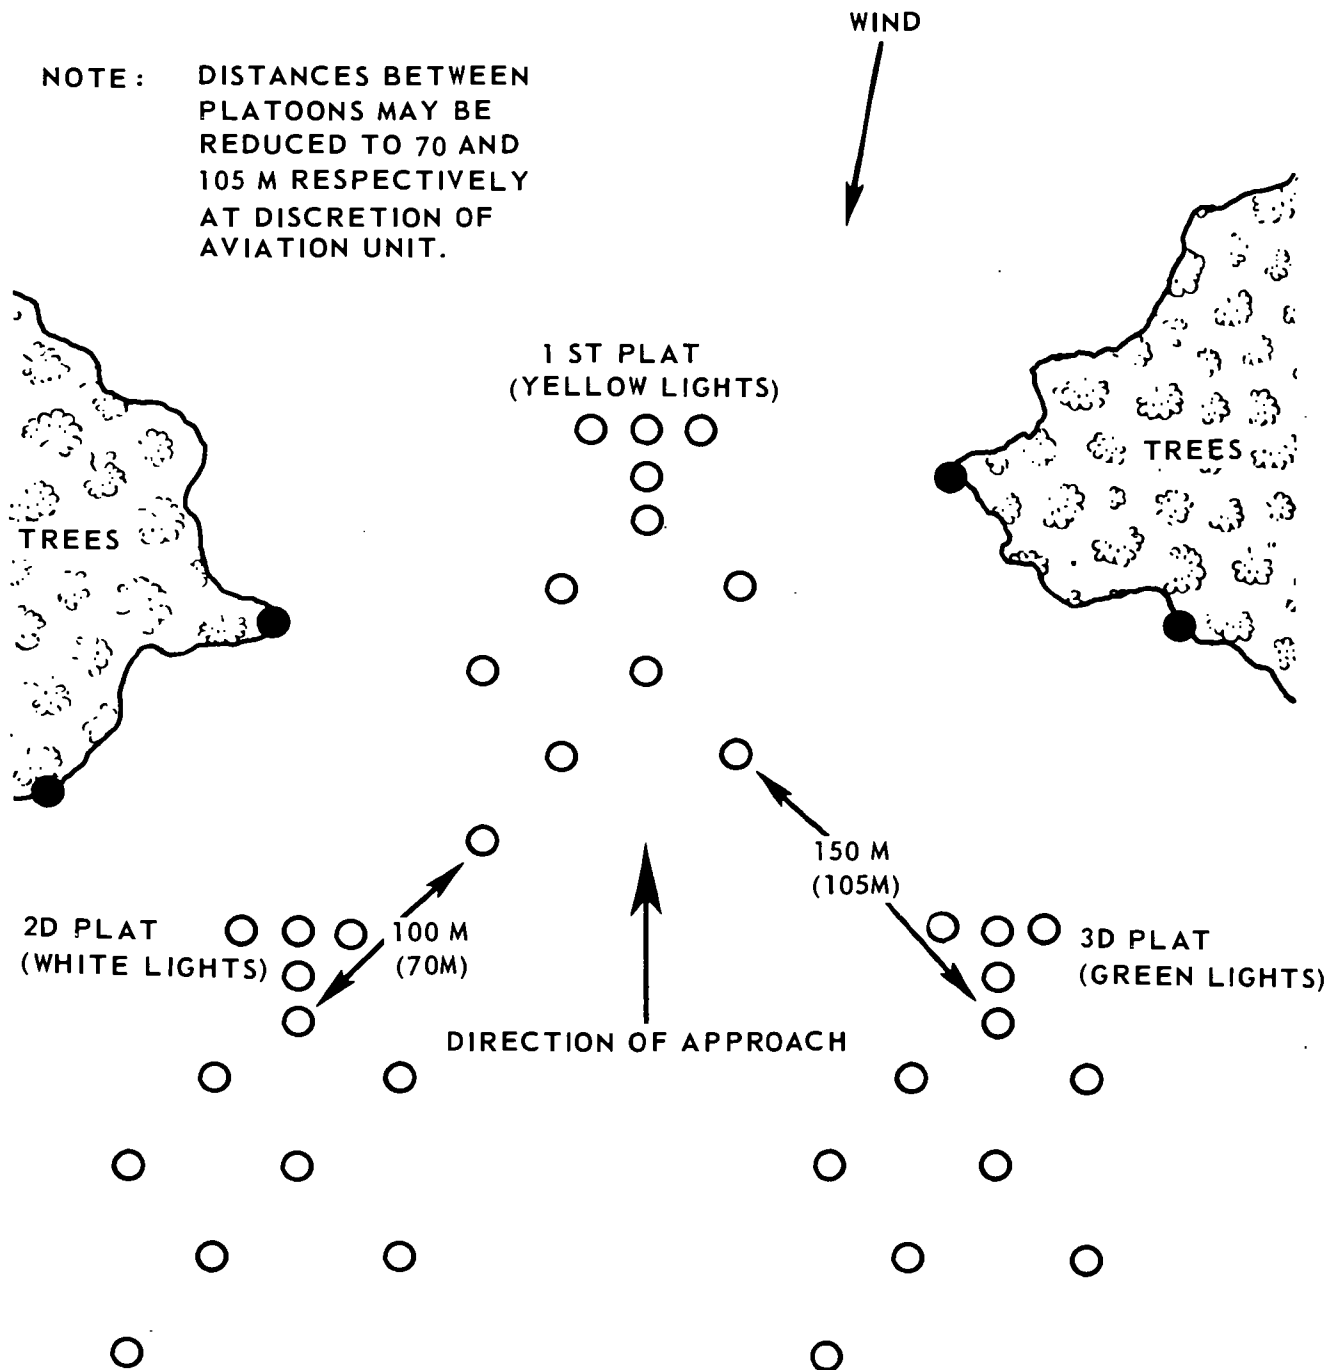 WIND
NOTE: DISTANCES BETWEEN
PLATOONS MAY BE
REDUCED TO 70 AND
105 M RESPECTIVELY
AT DISCRETION OF
AVIATION UNIT.
1 ST PLAT
(YELLOW LIGHTS)
TREES
TREES
150 M
(105M)
2D PLAT
(WHITE LIGHTS)
100 M
(70M)
3D PLAT
(GREEN LIGHTS)
DIRECTION OF APPROACH